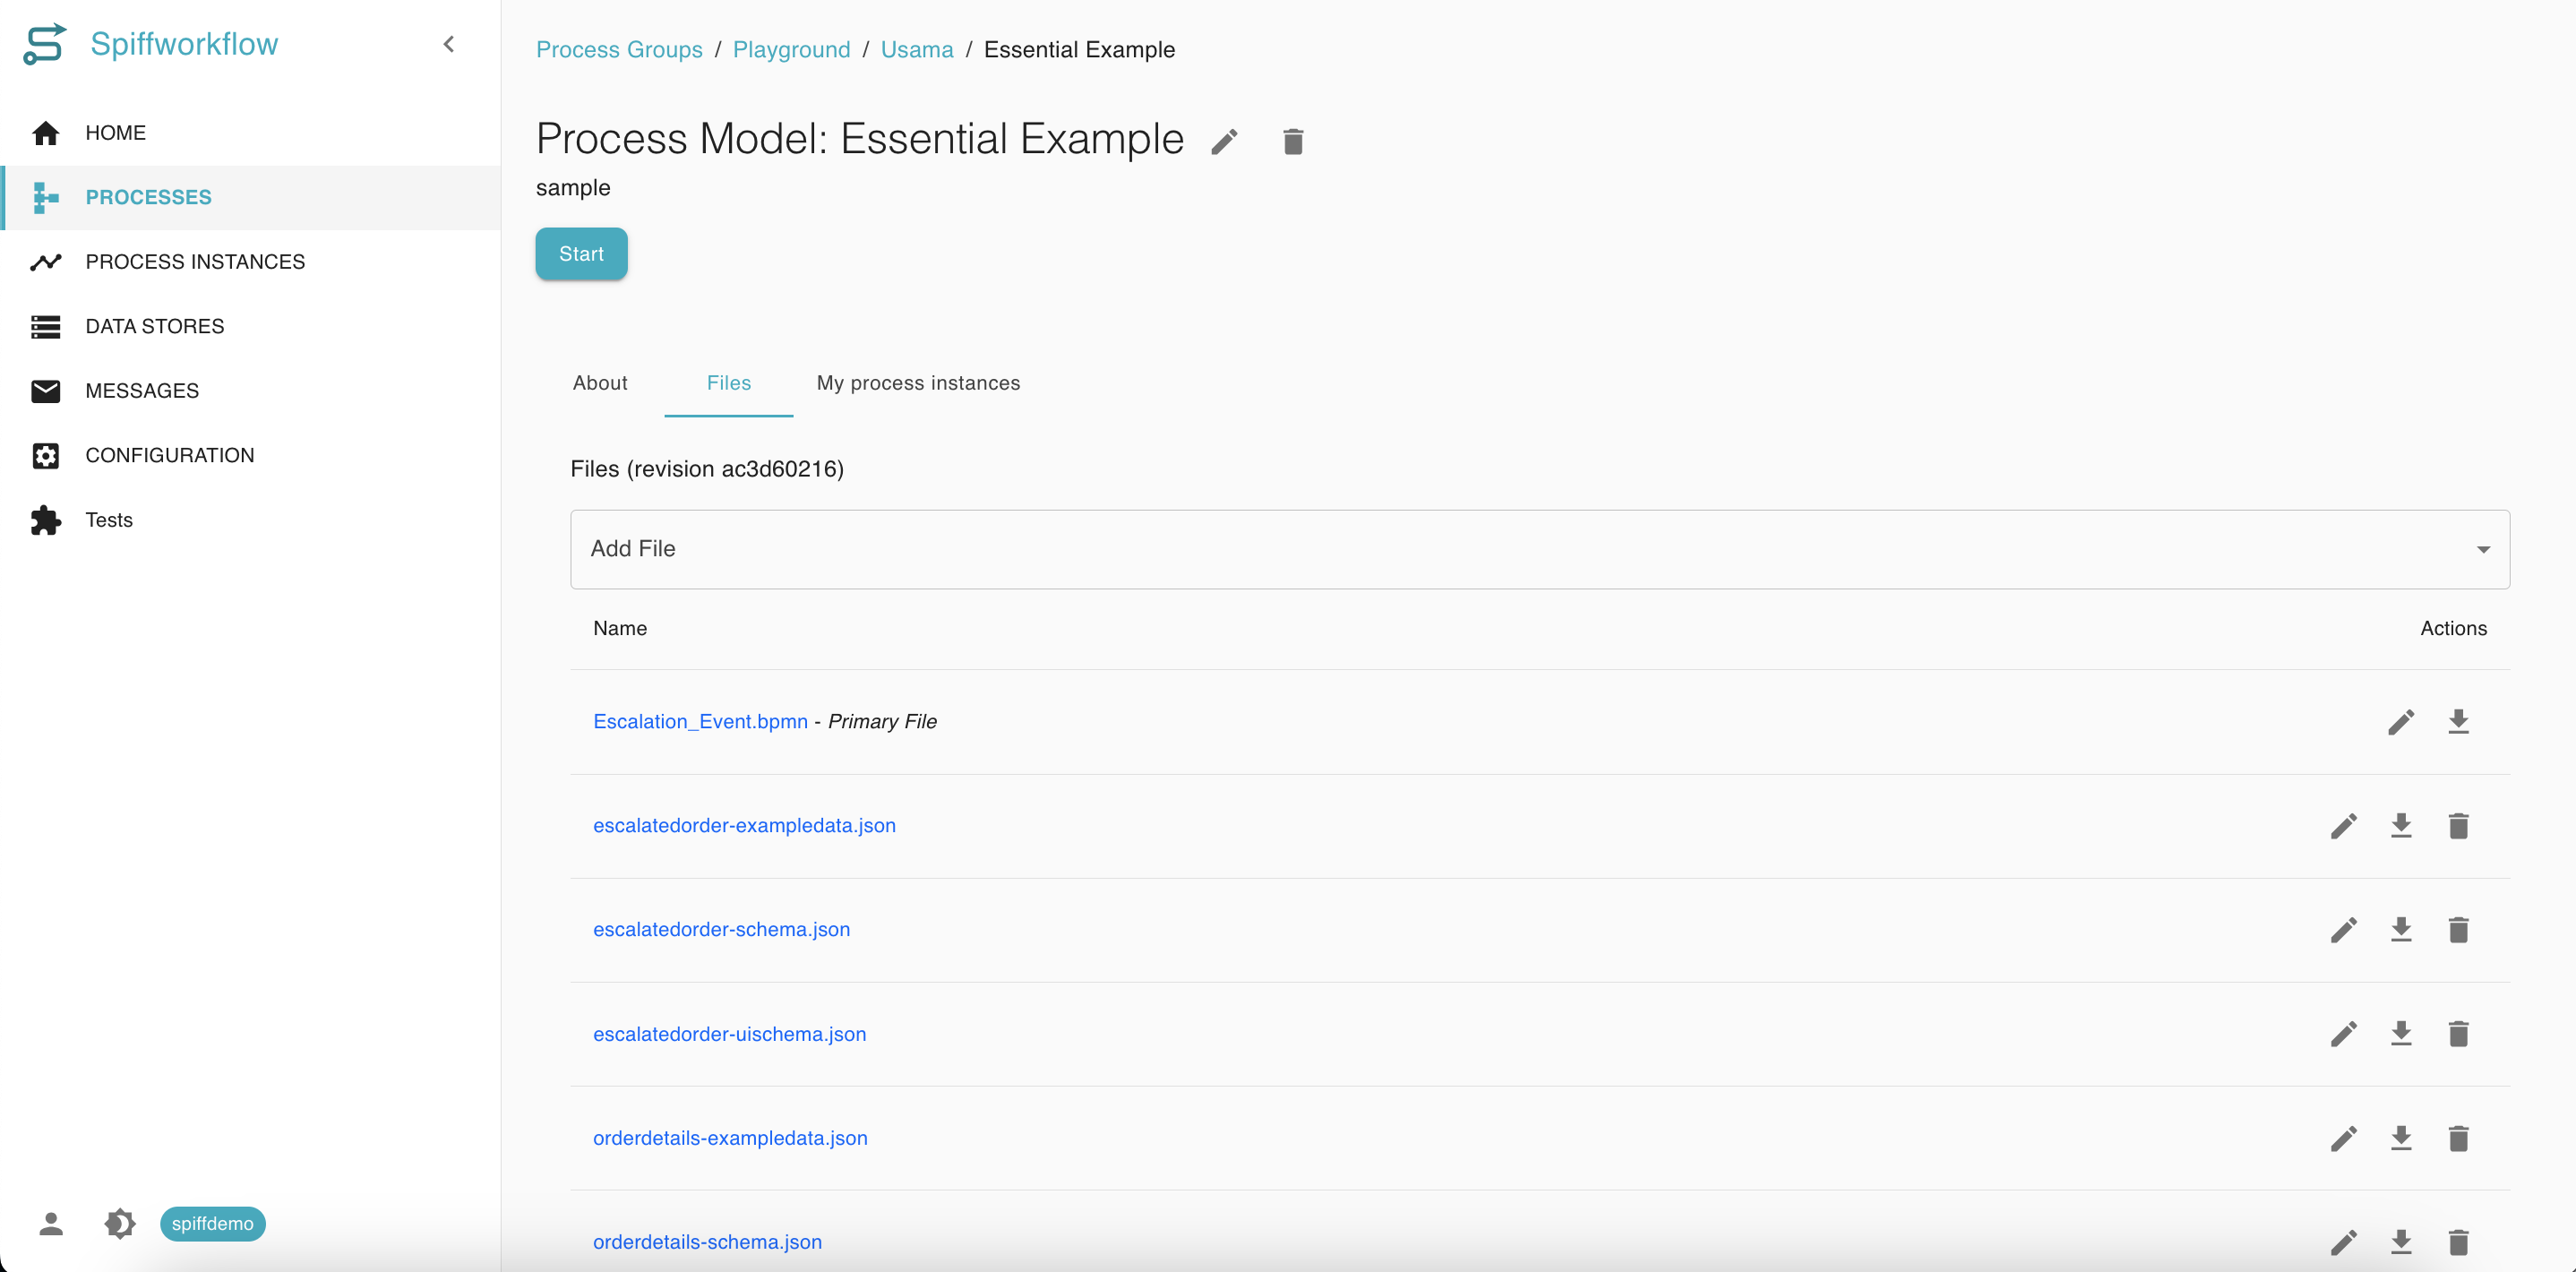 Spiffworkflow
HOME
PROCESSES
PROCESS INSTANCES
DATA STORES
MESSAGES
CONFIGURATION
Tests
spiffdemo
Process Groups / Playground / Usama / Essential Example
Process Model: Essential Example
sample
Start
About Files My process instances
Files (revision ac3d60216)
Add File
Name Actions
Escalation_Event.bpmn - Primary File
escalatedorder-exampledata.json
escalatedorder-schema.json
escalatedorder-uischema.json
orderdetails-exampledata.json
orderdetails-schema.json